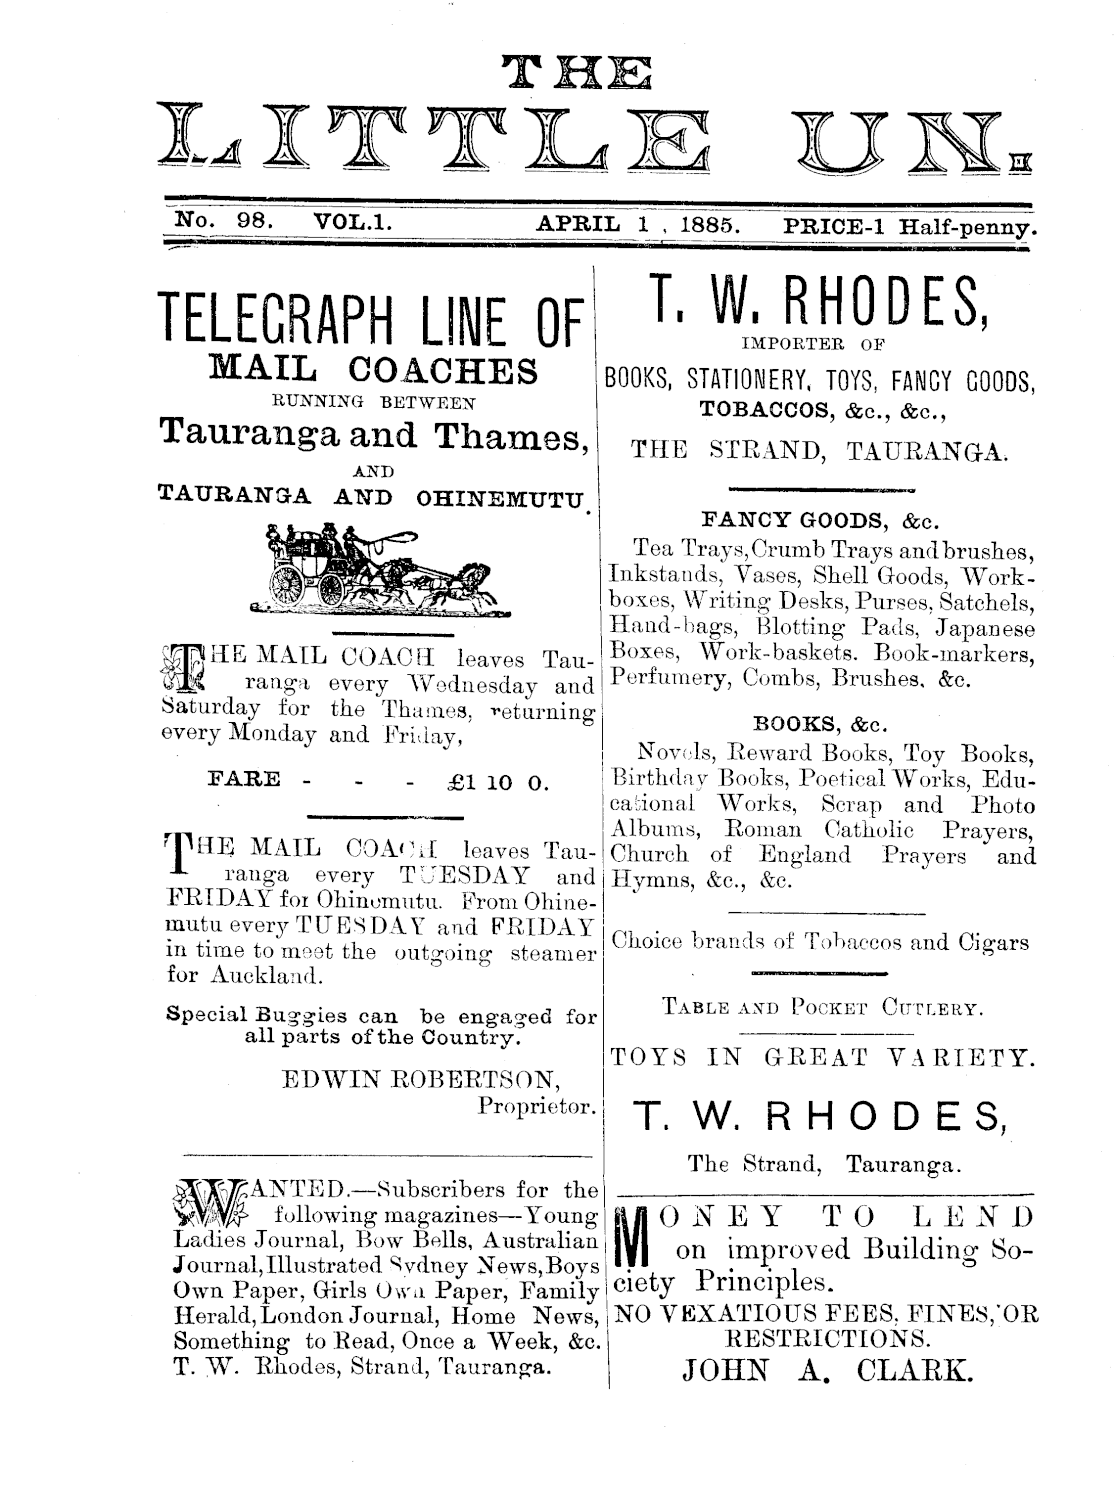 THE
LITTLE UN.
No. 98. VOL.1. APRIL 1 , 1885. PRICE-1 Half-penny.
TELEGRAPH LINE OF
MAIL COACHES
RUNNING BETWEEN
Tauranga and Thames,
AND
TAURANGA AND OHINEMUTU.
THE MAIL COACH leaves Tau-
ranga every Wednesday and
Saturday for the Thames, returning
every Monday and Friday,
FARE - - - £1 10 0.
THE MAIL COACH leaves Tau-
ranga every TUESDAY and
FRIDAY for Ohinemutu. From Ohine-
mutu every TUESDAY and FRIDAY
in time to meet the outgoing steamer
for Auckland.
Special Buggies can be engaged for
all parts of the Country.
EDWIN ROBERTSON,
Proprietor.
WANTED.—Subscribers for the
following magazines—Young
Ladies Journal, Bow Bells, Australian
Journal, Illustrated Sydney News, Boys
Own Paper, Girls Own Paper, Family
Herald, London Journal, Home News,
Something to Read, Once a Week, &c.
T. W. Rhodes, Strand, Tauranga.
T. W. RHODES,
IMPORTER OF
BOOKS, STATIONERY, TOYS, FANCY GOODS,
TOBACCOS, &c., &c.,
THE STRAND, TAURANGA.
FANCY GOODS, &c.
Tea Trays, Crumb Trays and brushes,
Inkstands, Vases, Shell Goods, Work-
boxes, Writing Desks, Purses, Satchels,
Hand-bags, Blotting Pads, Japanese
Boxes, Work-baskets. Book-markers,
Perfumery, Combs, Brushes, &c.
BOOKS, &c.
Novels, Reward Books, Toy Books,
Birthday Books, Poetical Works, Edu-
cational Works, Scrap and Photo
Albums, Roman Catholic Prayers,
Church of England Prayers and
Hymns, &c., &c.
Choice brands of Tobaccos and Cigars
TABLE AND POCKET CUTLERY.
TOYS IN GREAT VARIETY.
T. W. RHODES,
The Strand, Tauranga.
MONEY TO LEND
on improved Building So-
ciety Principles.
NO VEXATIOUS FEES, FINES, OR
RESTRICTIONS.
JOHN A. CLARK.